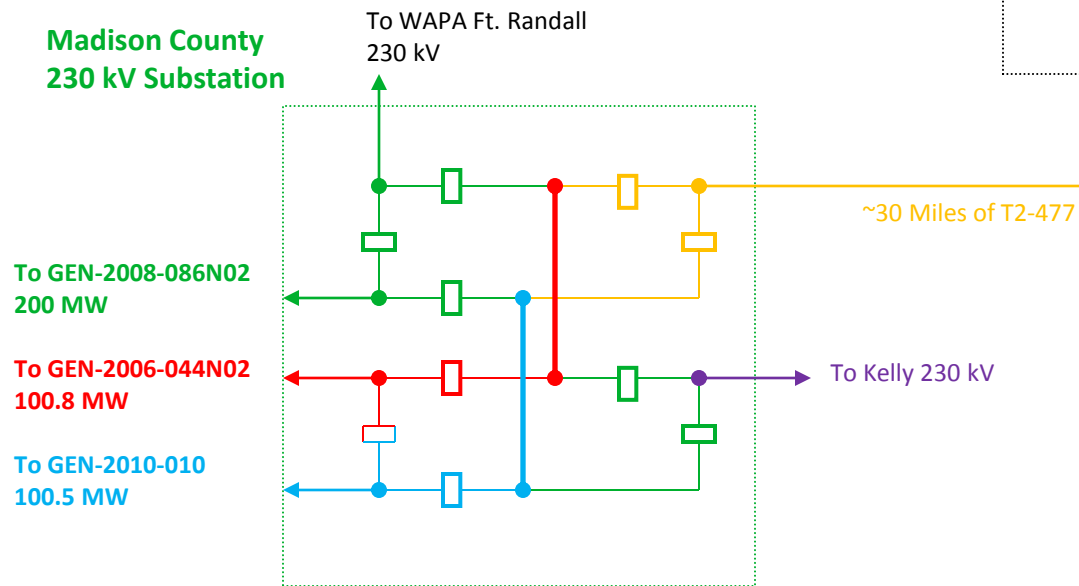 To WAPA Ft. Randall
230 kV
Madison County
230 kV Substation
~30 Miles of T2-477
To GEN-2008-086N02
200 MW
To GEN-2006-044N02
100.8 MW
To Kelly 230 kV
To GEN-2010-010
100.5 MW